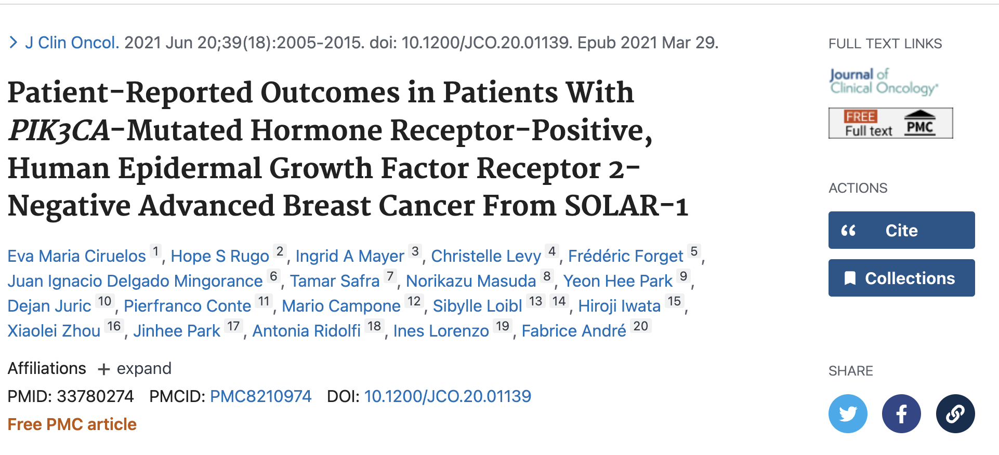 J Clin Oncol. 2021 Jun 20;39(18):2005-2015. doi: 10.1200/JCO.20.01139. Epub 2021 Mar 29.
Patient-Reported Outcomes in Patients With
PIK3CA-Mutated Hormone Receptor-Positive,
Human Epidermal Growth Factor Receptor 2-
Negative Advanced Breast Cancer From SOLAR-1
Eva Maria Ciruelos 1, Hope S Rugo 2, Ingrid A Mayer 3, Christelle Levy 4, Frédéric Forget 5,
Juan Ignacio Delgado Mingorance 6, Tamar Safra 7, Norikazu Masuda 8, Yeon Hee Park 9,
Dejan Juric 10, Pierfranco Conte 11, Mario Campone 12, Sibylle Loibl 13 14, Hiroji Iwata 15,
Xiaolei Zhou 16, Jinhee Park 17, Antonia Ridolfi 18, Ines Lorenzo 19, Fabrice André 20
Affiliations + expand
PMID: 33780274 PMCID: PMC8210974 DOI: 10.1200/JCO.20.01139
Free PMC article
FULL TEXT LINKS
Journal of
Clinical Oncology
FREE
Full text PMC
ACTIONS
Cite
Collections
SHARE